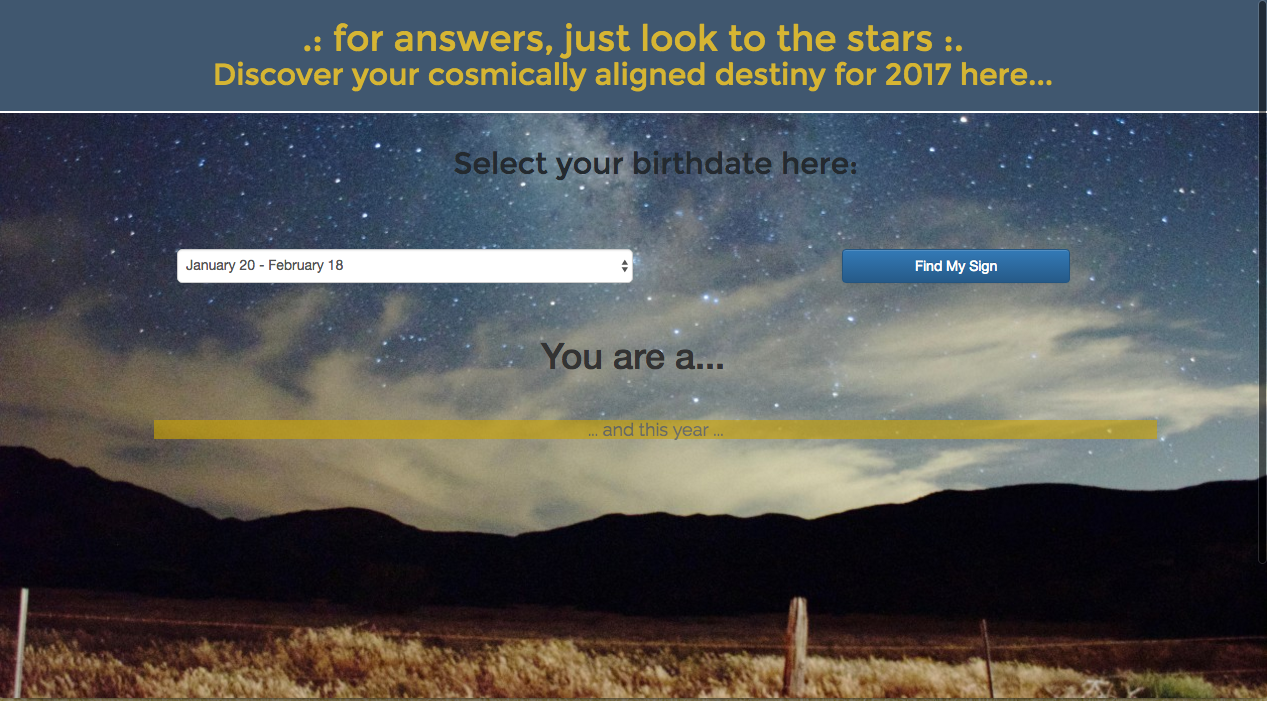 .: for answers, just look to the stars :.
Discover your cosmically aligned destiny for 2017 here...
Select your birthdate here:
January 20 - February 18
Find My Sign
You are a...
... and this year ...